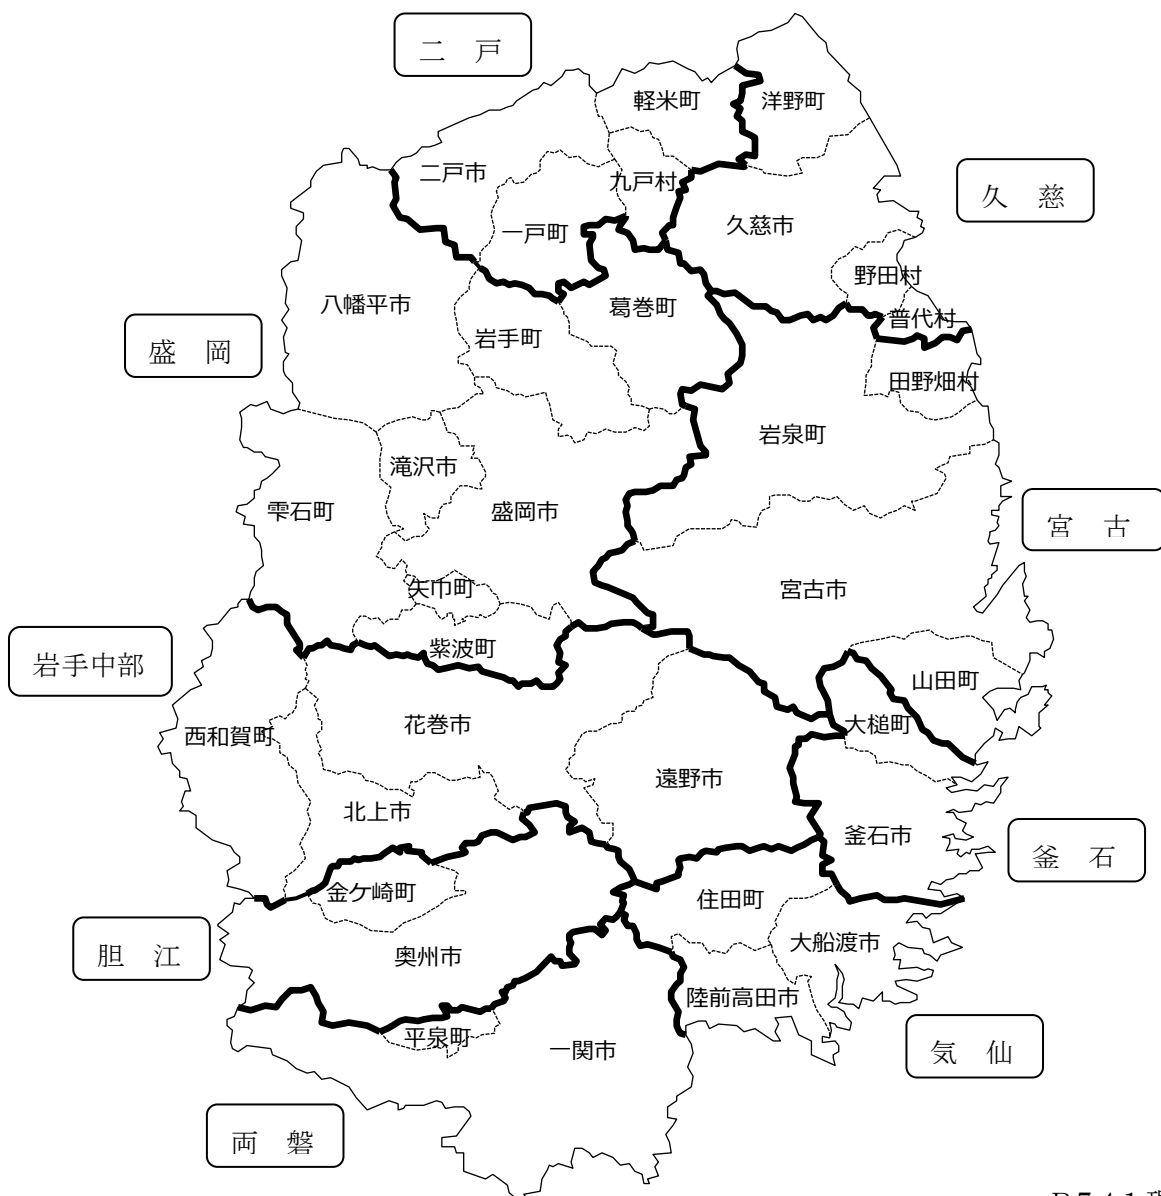 二 戸
軽米町
洋野町
二戸市
九戸村
久 慈
一戸町
久慈市
野田村
八幡平市
葛巻町
普代村
盛 岡
岩手町
田野畑村
岩泉町
滝沢市
雫石町
盛岡市
宮 古
矢巾町
宮古市
岩手中部
紫波町
山田町
西和賀町
花巻市
大槌町
遠野市
北上市
釜石市
釜 石
金ケ崎町
住田町
胆 江
奥州市
大船渡市
陸前高田市
平泉町
一関市
気 仙
両 磐